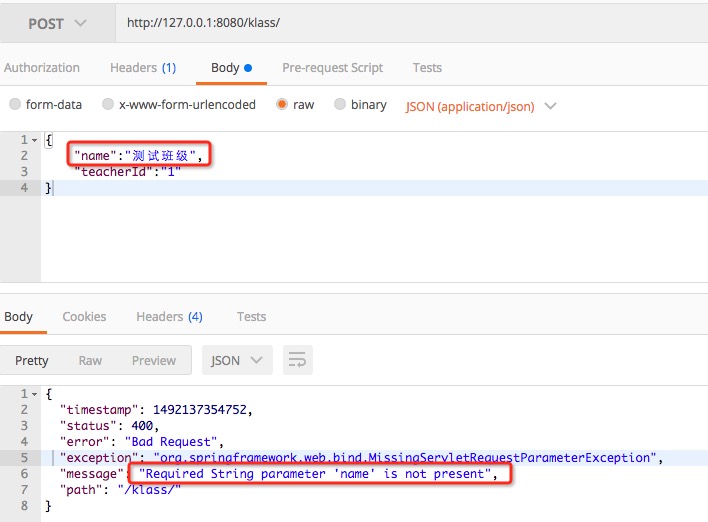 POST http://127.0.0.1:8080/klass/
Authorization Headers (1) Body Pre-request Script Tests
form-data x-www-form-urlencoded raw binary JSON (application/json)
1 {
2 "name":"测试班级",
3 "teacherId":"1"
4 }
Body Cookies Headers (4) Tests
Pretty Raw Preview JSON
1 {
2 "timestamp": 1492137354752,
3 "status": 400,
4 "error": "Bad Request",
5 "exception": "org.springframework.web.bind.MissingServletRequestParameterException",
6 "message": "Required String parameter 'name' is not present",
7 "path": "/klass/"
8 }